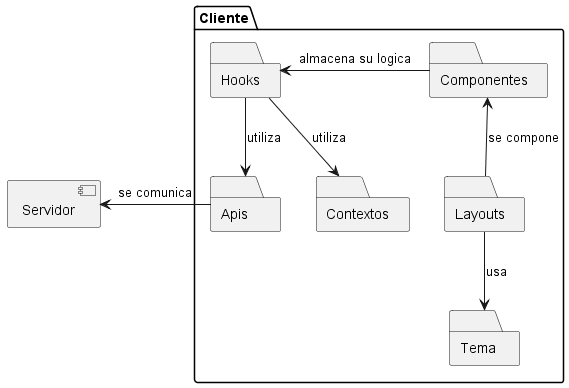 Cliente
almacena su logica
Hooks
Componentes
utiliza
utiliza
se compone
se comunica
Servidor
Apis
Contextos
Layouts
usa
Tema